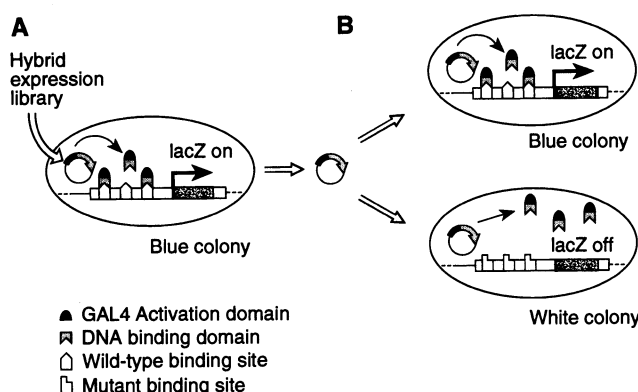 A
Hybrid
expression
library
lacZ on
Blue colony
B
lacZ on
Blue colony
lacZ off
White colony
GAL4 Activation domain
DNA binding domain
Wild-type binding site
Mutant binding site